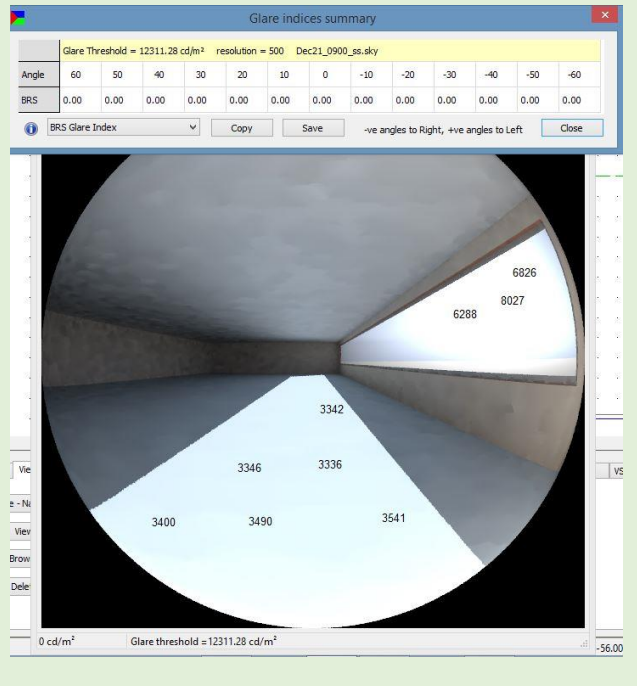 Glare indices summary
Glare Threshold = 12311.28 cd/m² resolution = 500 Dec21_0900_ss.sky
Angle 60 50 40 30 20 10 0 -10 -20 -30 -40 -50 -60
BRS 0.00 0.00 0.00 0.00 0.00 0.00 0.00 0.00 0.00 0.00 0.00 0.00 0.00
BRS Glare Index Copy Save -ve angles to Right, +ve angles to Left Close
6826
8027
6288
3342
3346 3336
3400 3490 3541
Vie VS
e - Na
View
Brow
Dele
0 cd/m² Glare threshold =12311.28 cd/m² -56.00